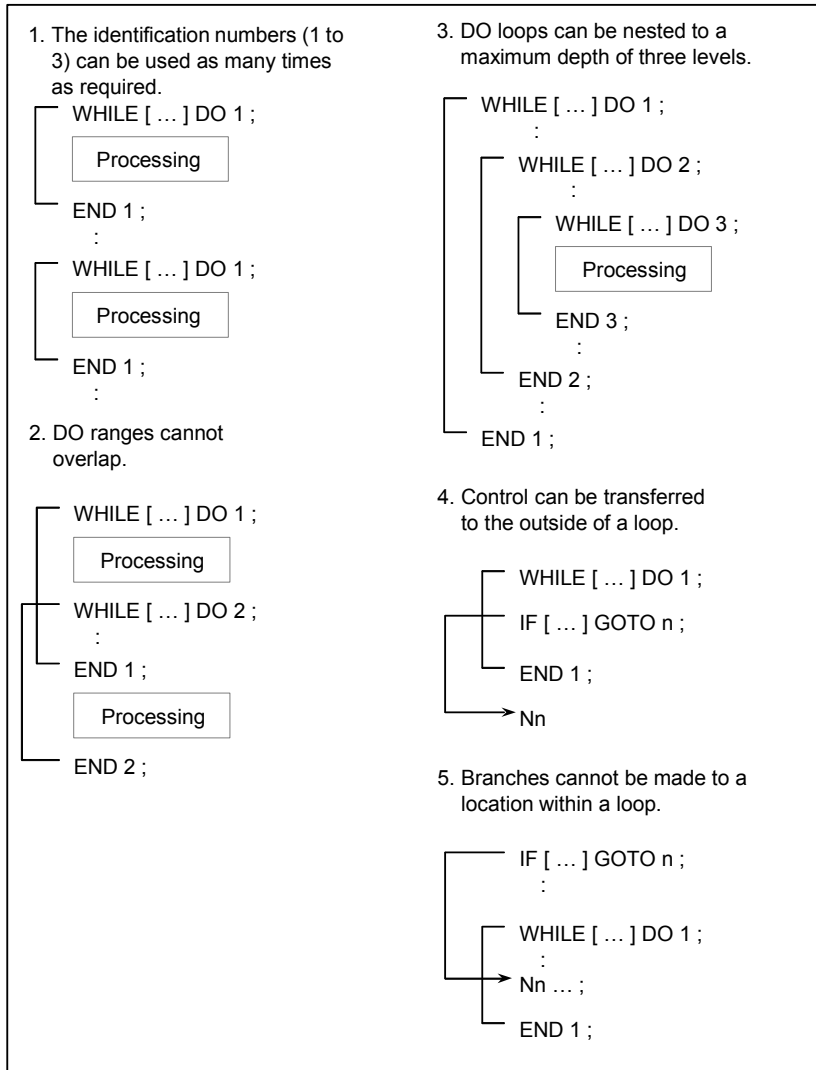 1. The identification numbers (1 to
3) can be used as many times
as required.
WHILE [ … ] DO 1 ;
Processing
END 1 ;
:
WHILE [ … ] DO 1 ;
Processing
END 1 ;
:
2. DO ranges cannot
overlap.
WHILE [ … ] DO 1 ;
Processing
WHILE [ … ] DO 2 ;
:
END 1 ;
Processing
END 2 ;
3. DO loops can be nested to a
maximum depth of three levels.
WHILE [ … ] DO 1 ;
:
WHILE [ … ] DO 2 ;
:
WHILE [ … ] DO 3 ;
Processing
END 3 ;
:
END 2 ;
:
END 1 ;
4. Control can be transferred
to the outside of a loop.
WHILE [ … ] DO 1 ;
IF [ … ] GOTO n ;
END 1 ;
Nn
5. Branches cannot be made to a
location within a loop.
IF [ … ] GOTO n ;
:
WHILE [ … ] DO 1 ;
:
Nn … ;
END 1 ;